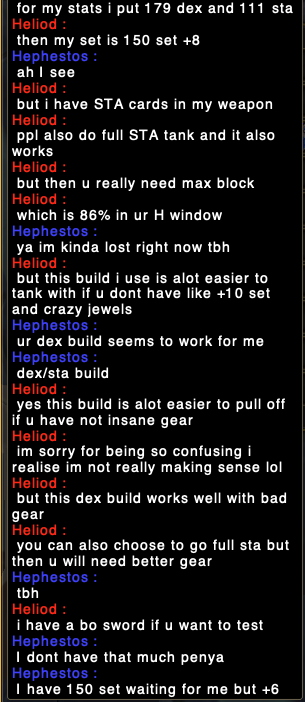 for my stats i put 179 dex and 111 sta
Heliod :
then my set is 150 set +8
Hephestos :
ah I see
Heliod :
but i have STA cards in my weapon
Heliod :
ppl also do full STA tank and it also
works
Heliod :
but then u really need max block
Heliod :
which is 86% in ur H window
Hephestos :
ya im kinda lost right now tbh
Heliod :
but this build i use is alot easier to
tank with if u dont have like +10 set
and crazy jewels
Hephestos :
ur dex build seems to work for me
Hephestos :
dex/sta build
Heliod :
yes this build is alot easier to pull off
if u have not insane gear
Heliod :
im sorry for being so confusing i
realise im not really making sense lol
Heliod :
but this dex build works well with bad
gear
Heliod :
you can also choose to go full sta but
then u will need better gear
Hephestos :
tbh
Heliod :
i have a bo sword if u want to test
Hephestos :
I dont have that much penya
Hephestos :
I have 150 set waiting for me but +6